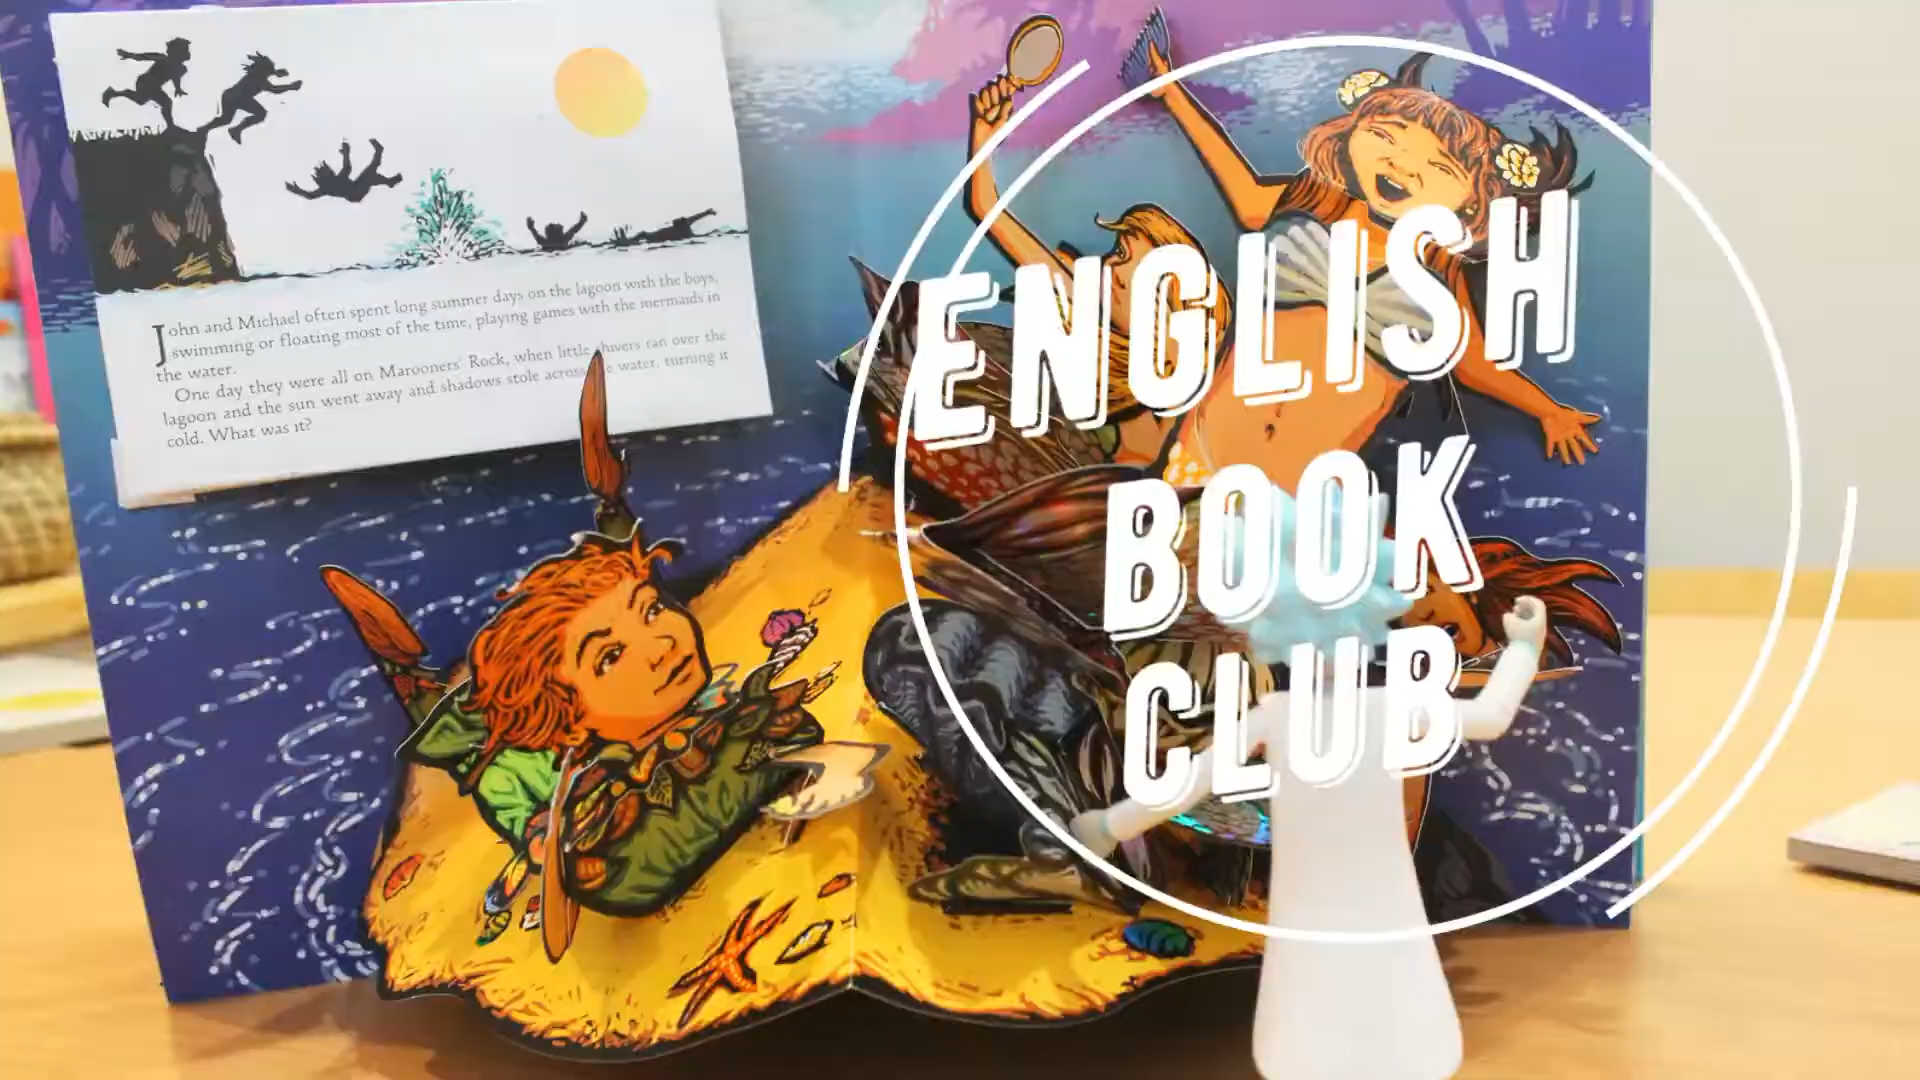 John and Michael often spent long summer days on the lagoon with the boys,
swimming or floating most of the time, playing games with the mermaids in
the water.
One day they were all on Marooners' Rock, when little shivers ran over the
lagoon and the sun went away and shadows stole across the water, turning it
cold. What was it?
ENGLISH
BOOK
CLUB